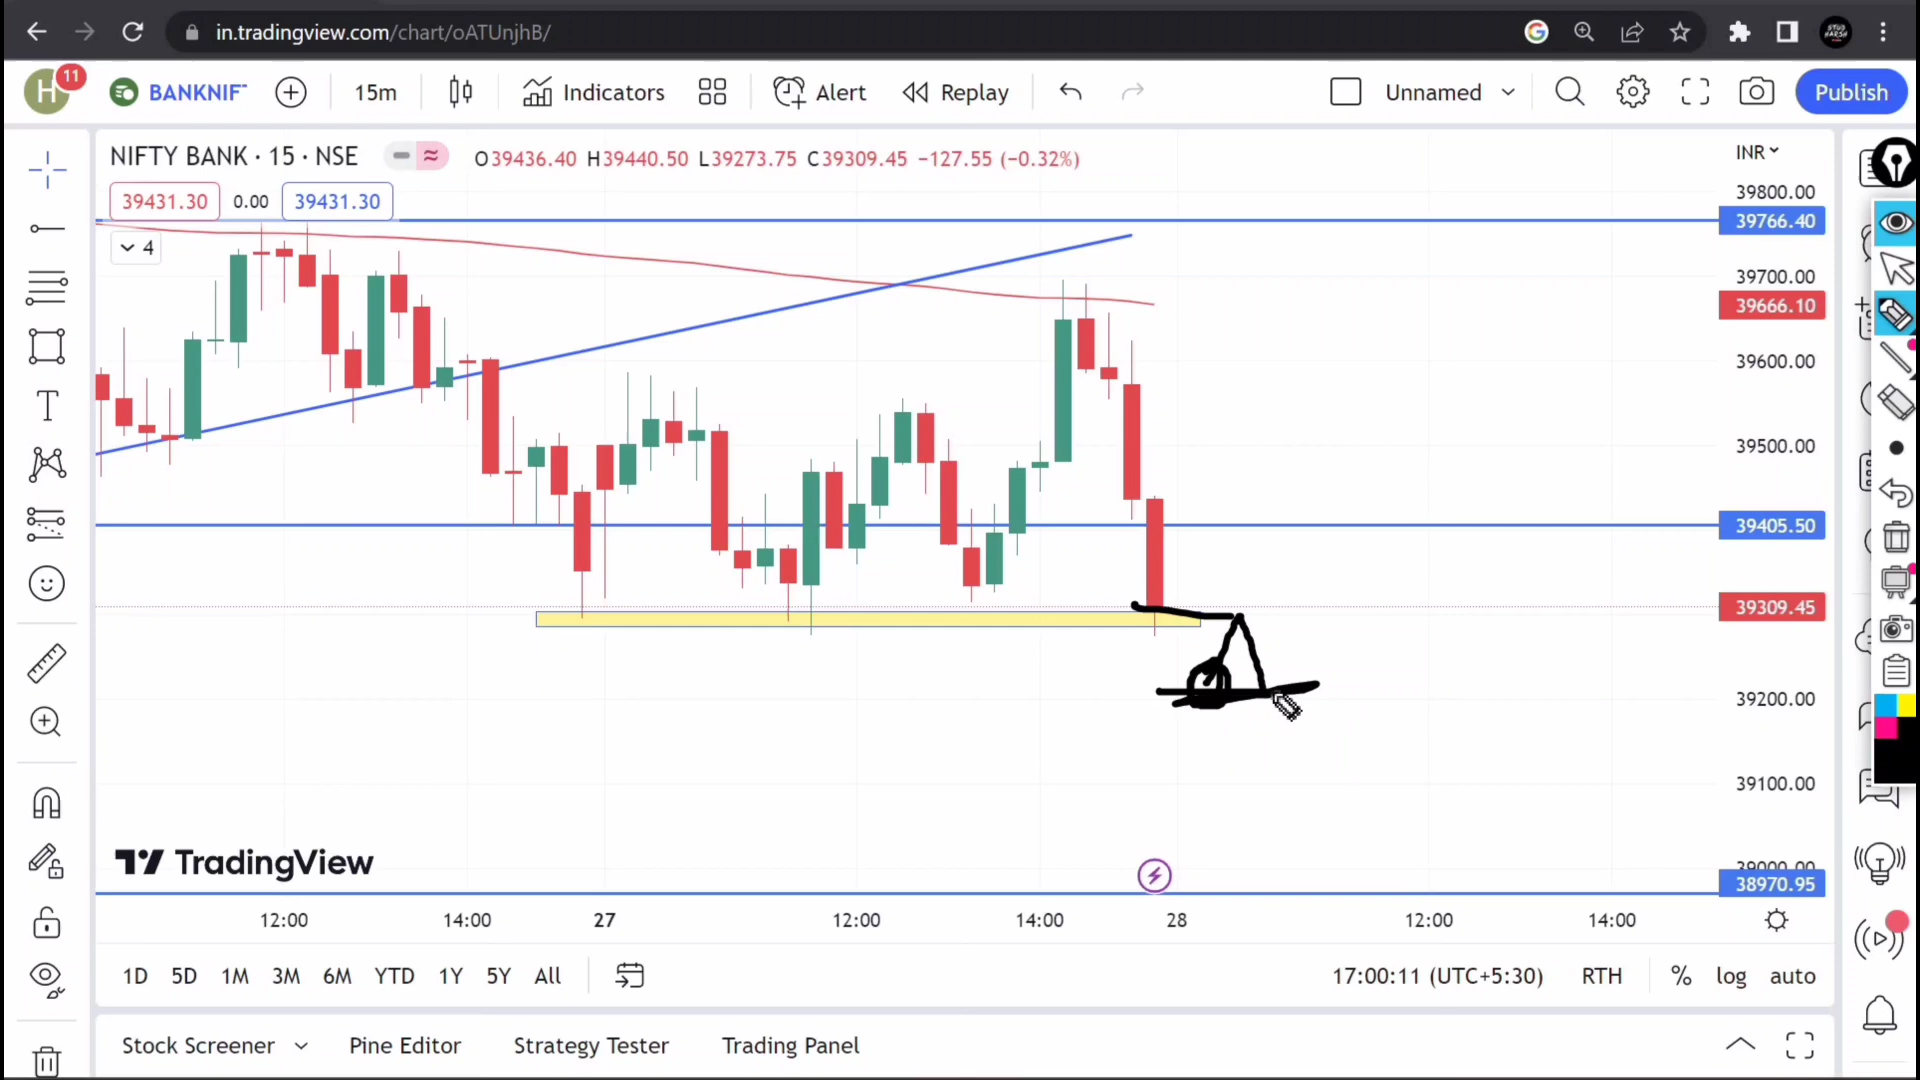 in.tradingview.com/chart/oATUnjhB/
H 11 BANKNIF 15m Indicators Alert Replay Unnamed Publish
NIFTY BANK · 15 · NSE O39436.40 H39440.50 L39273.75 C39309.45 −127.55 (−0.32%)
INR
39431.30 0.00 39431.30
4
39800.00
39766.40
39700.00
39666.10
39600.00
39500.00
39405.50
39309.45
39200.00
39100.00
39000.00
38970.95
TradingView
12:00 14:00 27 12:00 14:00 28 12:00 14:00
1D 5D 1M 3M 6M YTD 1Y 5Y All 17:00:11 (UTC+5:30) RTH % log auto
Stock Screener Pine Editor Strategy Tester Trading Panel